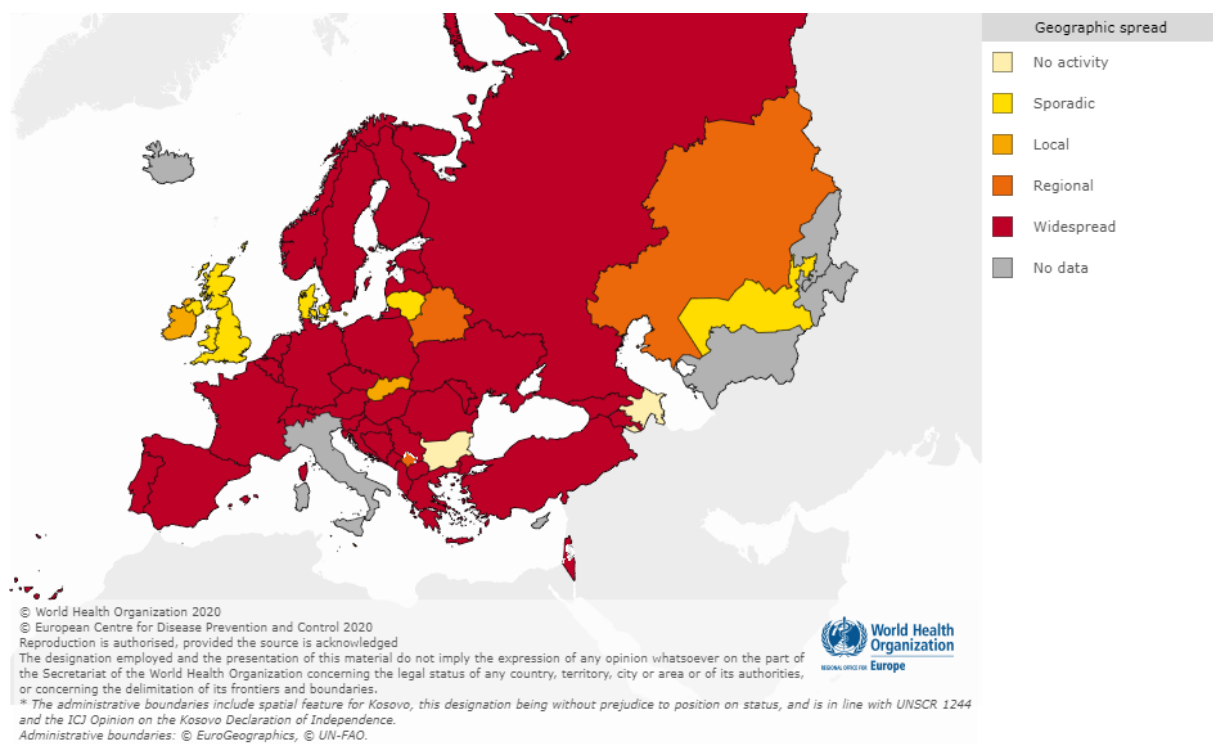 Geographic spread
No activity
Sporadic
Local
Regional
Widespread
No data
© World Health Organization 2020
© European Centre for Disease Prevention and Control 2020
Reproduction is authorised, provided the source is acknowledged
The designation employed and the presentation of this material do not imply the expression of any opinion whatsoever on the part of
the Secretariat of the World Health Organization concerning the legal status of any country, territory, city or area or of its authorities,
or concerning the delimitation of its frontiers and boundaries.
* The administrative boundaries include spatial feature for Kosovo, this designation being without prejudice to position on status, and is in line with UNSCR 1244
and the ICJ Opinion on the Kosovo Declaration of Independence.
Administrative boundaries: © EuroGeographics, © UN-FAO.
World Health
Organization
REGIONAL OFFICE FOR Europe